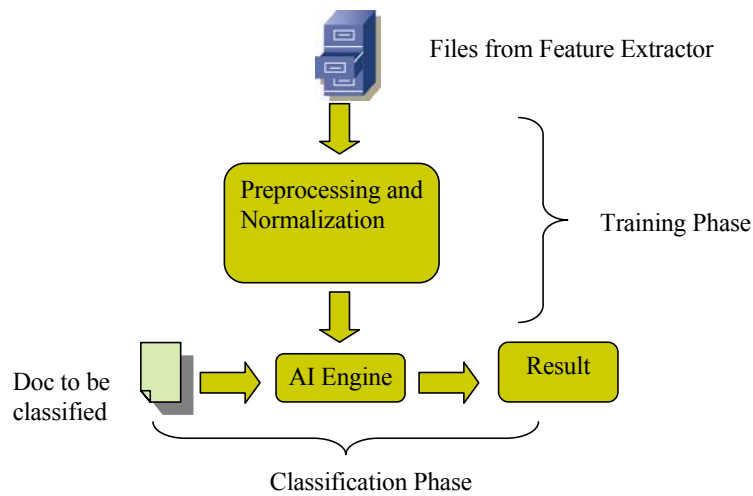 Files from Feature Extractor
Preprocessing and
Normalization
Training Phase
Doc to be
classified
AI Engine
Result
Classification Phase